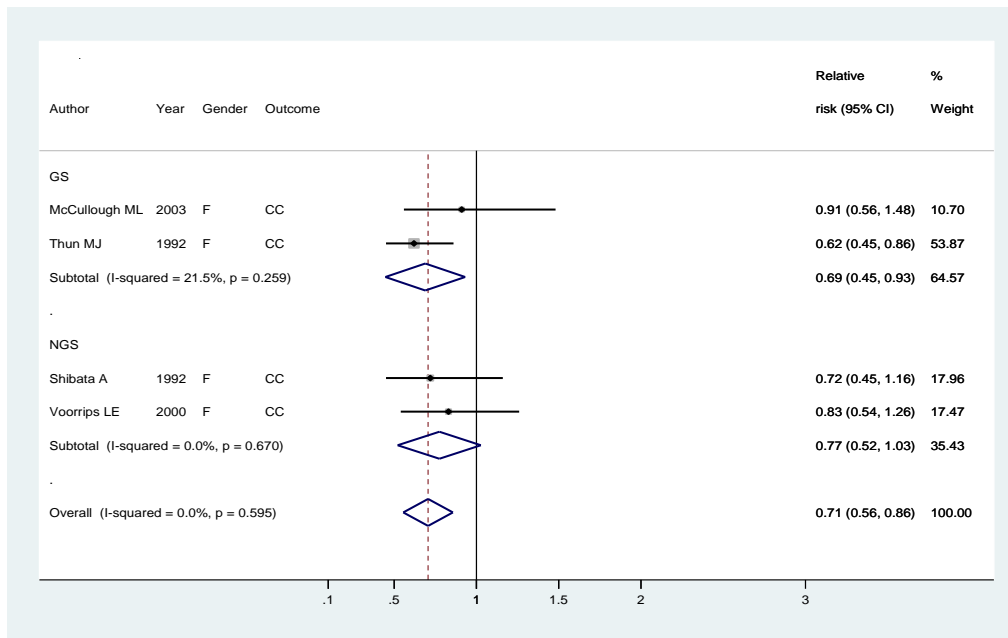 .
Relative %
Author Year Gender Outcome risk (95% CI) Weight
GS
McCullough ML 2003 F CC 0.91 (0.56, 1.48) 10.70
Thun MJ 1992 F CC 0.62 (0.45, 0.86) 53.87
Subtotal (I-squared = 21.5%, p = 0.259) 0.69 (0.45, 0.93) 64.57
.
NGS
Shibata A 1992 F CC 0.72 (0.45, 1.16) 17.96
Voorrips LE 2000 F CC 0.83 (0.54, 1.26) 17.47
Subtotal (I-squared = 0.0%, p = 0.670) 0.77 (0.52, 1.03) 35.43
.
Overall (I-squared = 0.0%, p = 0.595) 0.71 (0.56, 0.86) 100.00
.1 .5 1 1.5 2 3